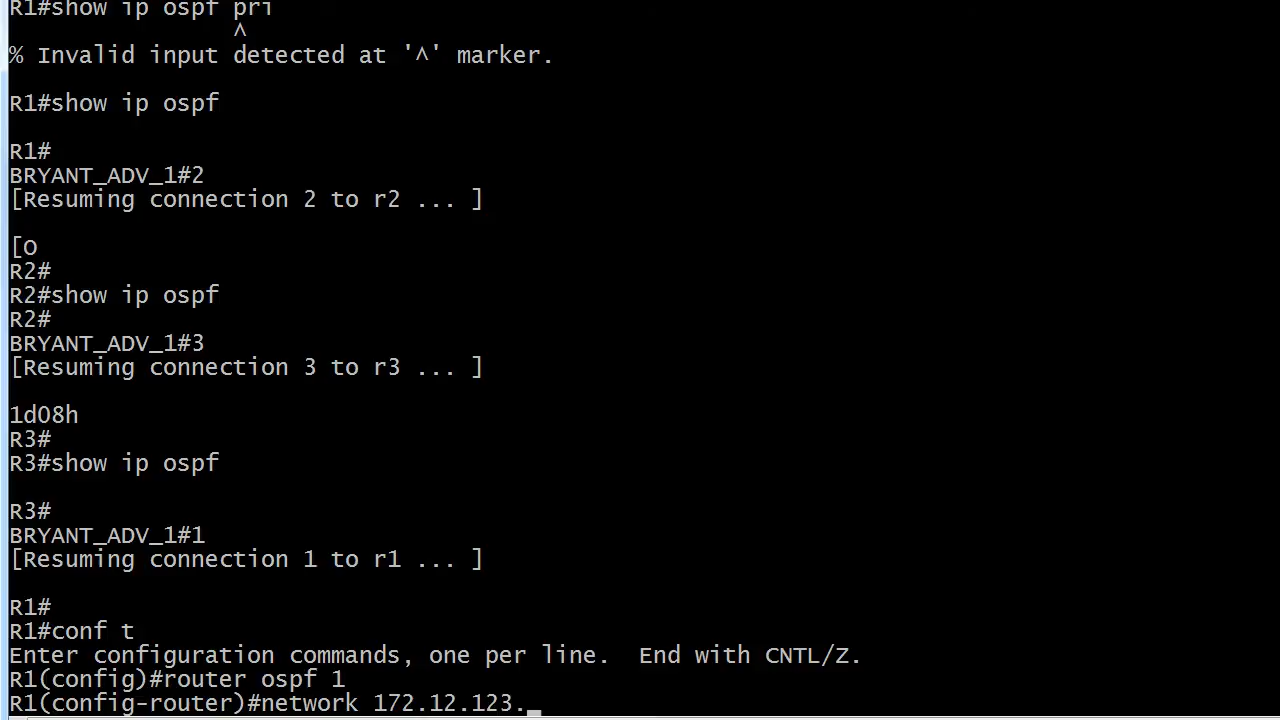 R1#show ip ospf pri
^
% Invalid input detected at '^' marker.
R1#show ip ospf
R1#
BRYANT_ADV_1#2
[Resuming connection 2 to r2 ... ]
[O
R2#
R2#show ip ospf
R2#
BRYANT_ADV_1#3
[Resuming connection 3 to r3 ... ]
1d08h
R3#
R3#show ip ospf
R3#
BRYANT_ADV_1#1
[Resuming connection 1 to r1 ... ]
R1#
R1#conf t
Enter configuration commands, one per line.  End with CNTL/Z.
R1(config)#router ospf 1
R1(config-router)#network 172.12.123._